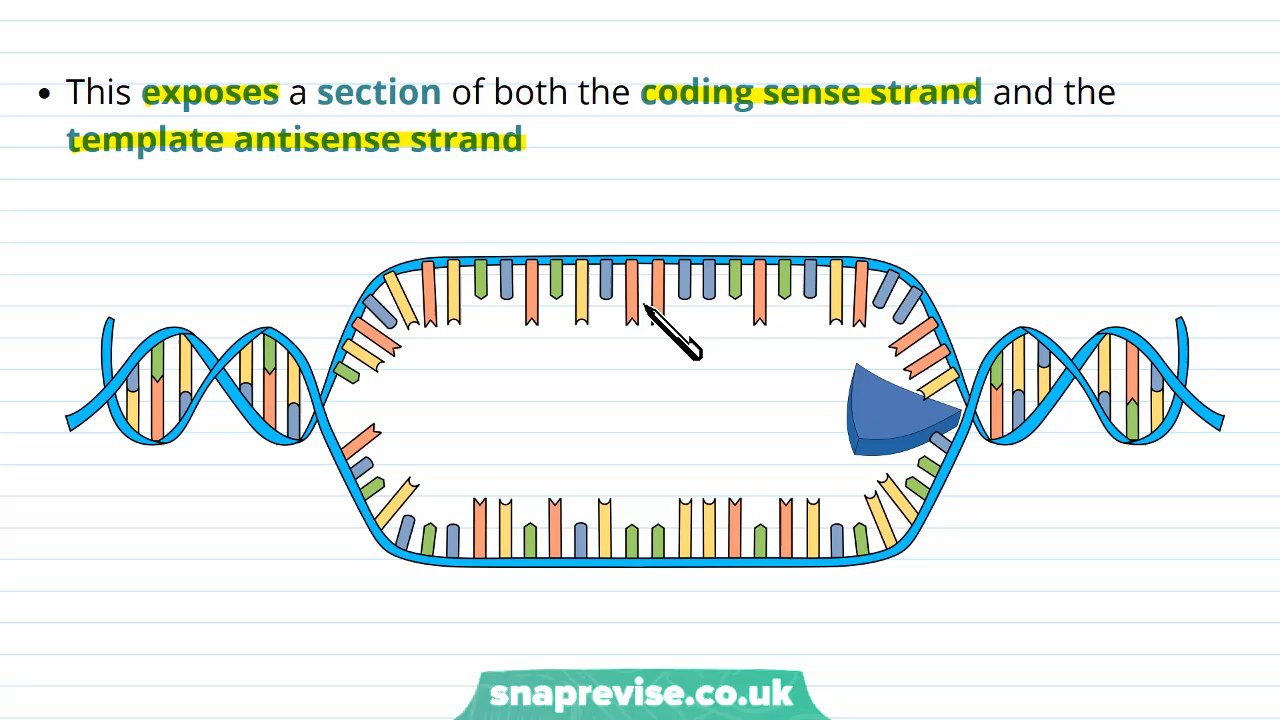 • This exposes a section of both the coding sense strand and the
template antisense strand
snaprevise.co.uk